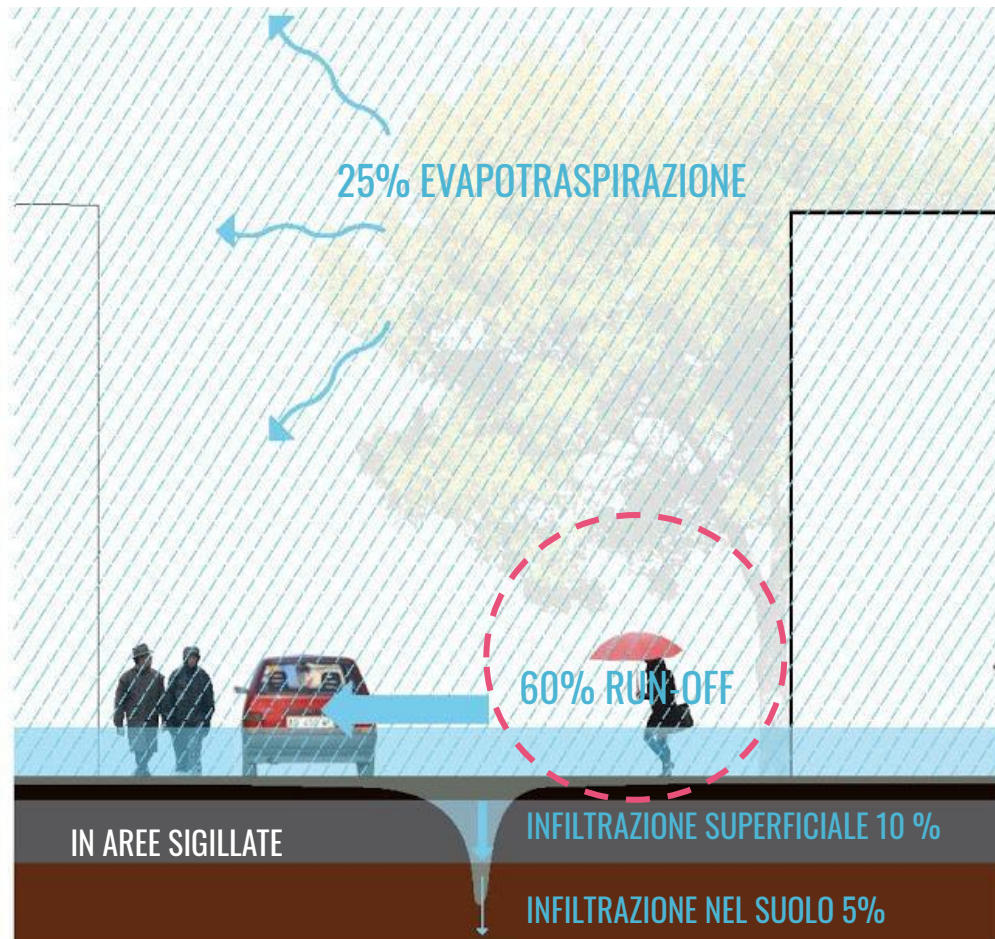 25% EVAPOTRASPIRAZIONE
60% RUN-OFF
INFILTRAZIONE SUPERFICIALE 10 %
IN AREE SIGILLATE
INFILTRAZIONE NEL SUOLO 5%